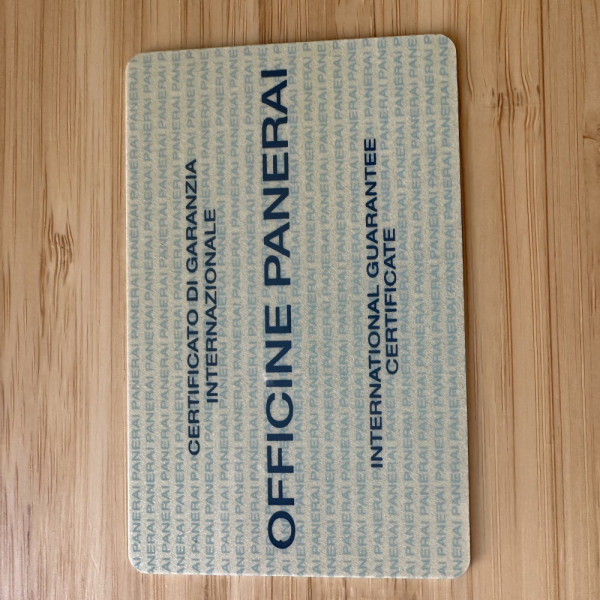 CERTIFICATO DI GARANZIA
INTERNAZIONALE
OFFICINE PANERAI
INTERNATIONAL GUARANTEE
CERTIFICATE